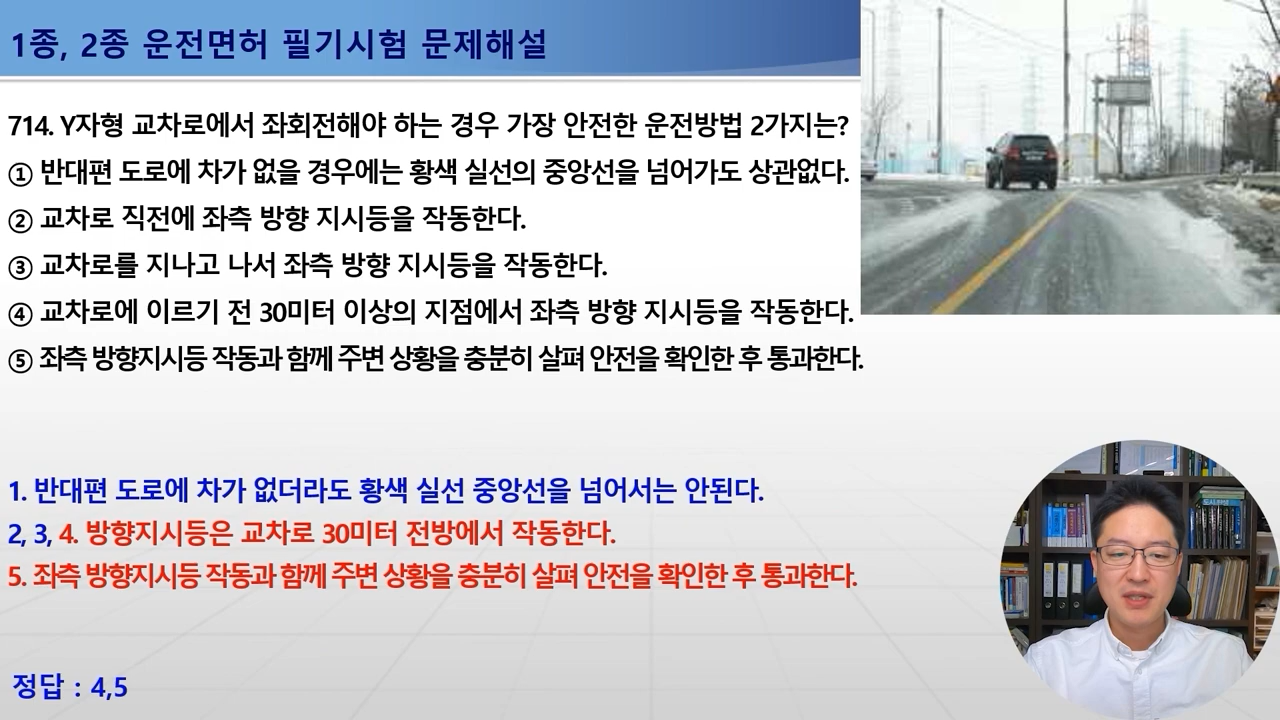 1종, 2종 운전면허 필기시험 문제해설
714. Y자형 교차로에서 좌회전해야 하는 경우 가장 안전한 운전방법 2가지는?
① 반대편 도로에 차가 없을 경우에는 황색 실선의 중앙선을 넘어가도 상관없다.
② 교차로 직전에 좌측 방향 지시등을 작동한다.
③ 교차로를 지나고 나서 좌측 방향 지시등을 작동한다.
④ 교차로에 이르기 전 30미터 이상의 지점에서 좌측 방향 지시등을 작동한다.
⑤ 좌측 방향지시등 작동과 함께 주변 상황을 충분히 살펴 안전을 확인한 후 통과한다.
1. 반대편 도로에 차가 없더라도 황색 실선 중앙선을 넘어서는 안된다.
2, 3, 4. 방향지시등은 교차로 30미터 전방에서 작동한다.
5. 좌측 방향지시등 작동과 함께 주변 상황을 충분히 살펴 안전을 확인한 후 통과한다.
정답 : 4,5